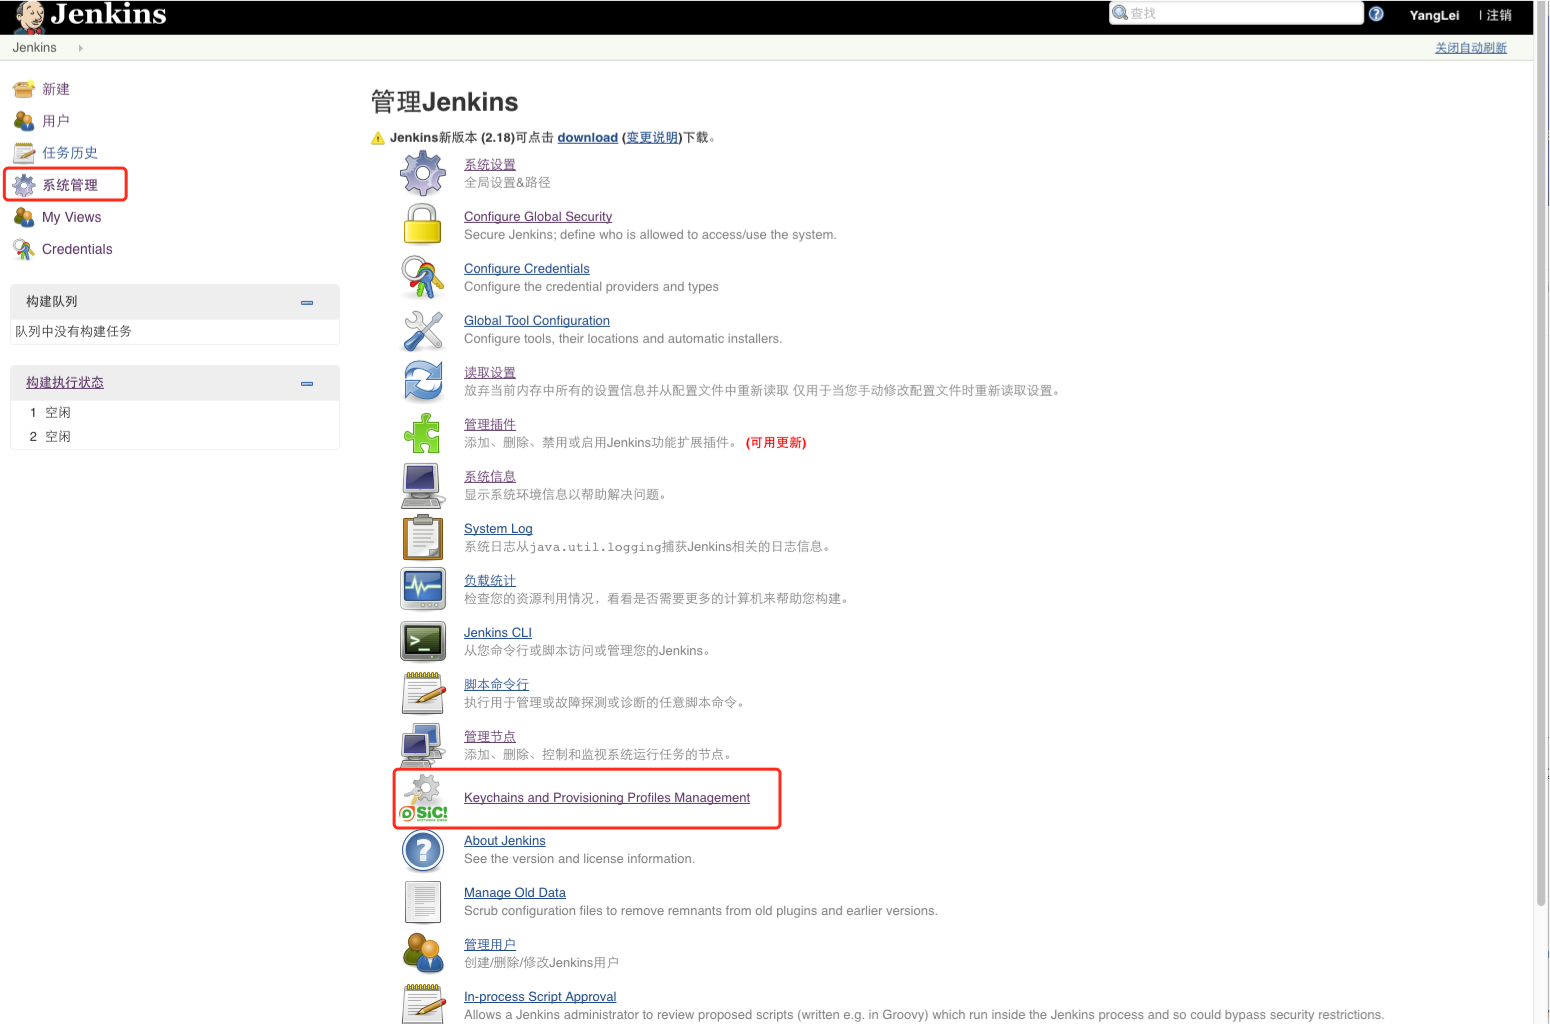 Jenkins
查找
YangLei
| 注销
Jenkins
关闭自动刷新
新建
用户
任务历史
系统管理
My Views
Credentials
构建队列
队列中没有构建任务
构建执行状态
1 空闲
2 空闲
管理Jenkins
Jenkins新版本 (2.18)可点击 download (变更说明)下载。
系统设置
全局设置&路径
Configure Global Security
Secure Jenkins; define who is allowed to access/use the system.
Configure Credentials
Configure the credential providers and types
Global Tool Configuration
Configure tools, their locations and automatic installers.
读取设置
放弃当前内存中所有的设置信息并从配置文件中重新读取 仅用于当您手动修改配置文件时重新读取设置。
管理插件
添加、删除、禁用或启用Jenkins功能扩展插件。 (可用更新)
系统信息
显示系统环境信息以帮助解决问题。
System Log
系统日志从java.util.logging捕获Jenkins相关的日志信息。
负载统计
检查您的资源利用情况，看看是否需要更多的计算机来帮助您构建。
Jenkins CLI
从您命令行或脚本访问或管理您的Jenkins。
脚本命令行
执行用于管理或故障探测或诊断的任意脚本命令。
管理节点
添加、删除、控制和监视系统运行任务的节点。
SiC!
Keychains and Provisioning Profiles Management
About Jenkins
See the version and license information.
Manage Old Data
Scrub configuration files to remove remnants from old plugins and earlier versions.
管理用户
创建/删除/修改Jenkins用户
In-process Script Approval
Allows a Jenkins administrator to review proposed scripts (written e.g. in Groovy) which run inside the Jenkins process and so could bypass security restrictions.